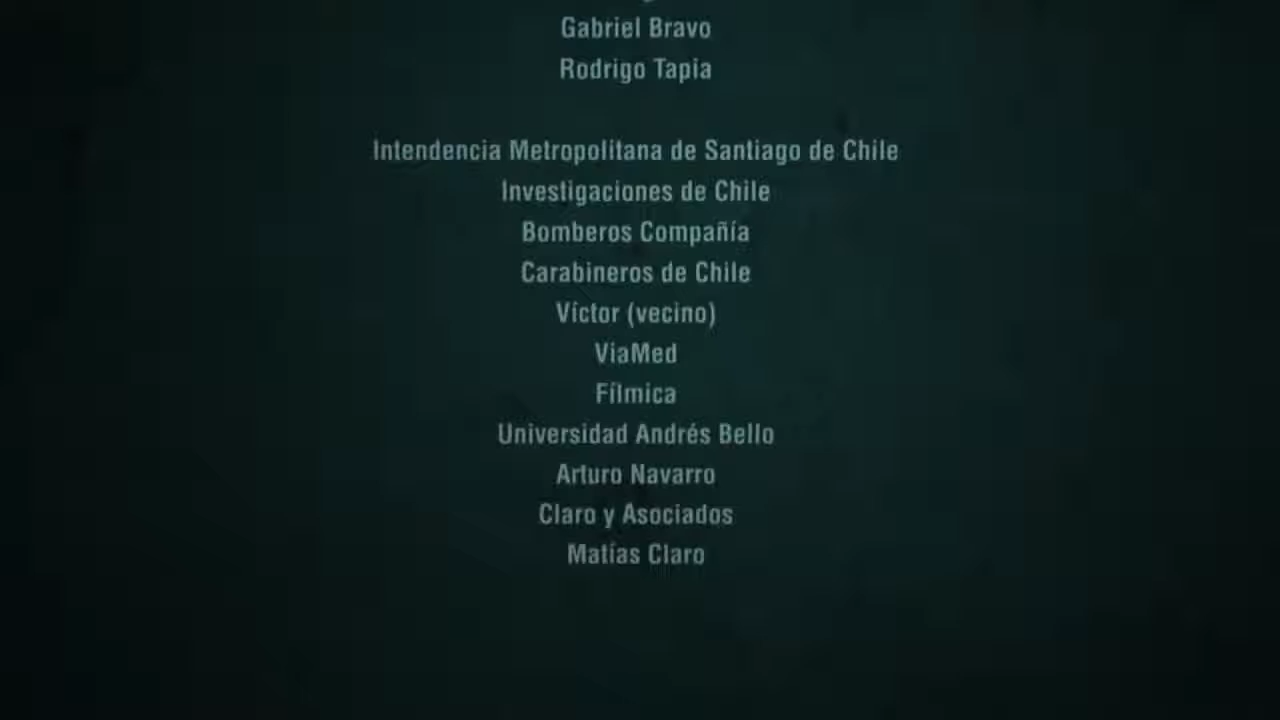 Gabriel Bravo
Rodrigo Tapia
Intendencia Metropolitana de Santiago de Chile
Investigaciones de Chile
Bomberos Compañía
Carabineros de Chile
Víctor (vecino)
ViaMed
Fílmica
Universidad Andrés Bello
Arturo Navarro
Claro y Asociados
Matías Claro